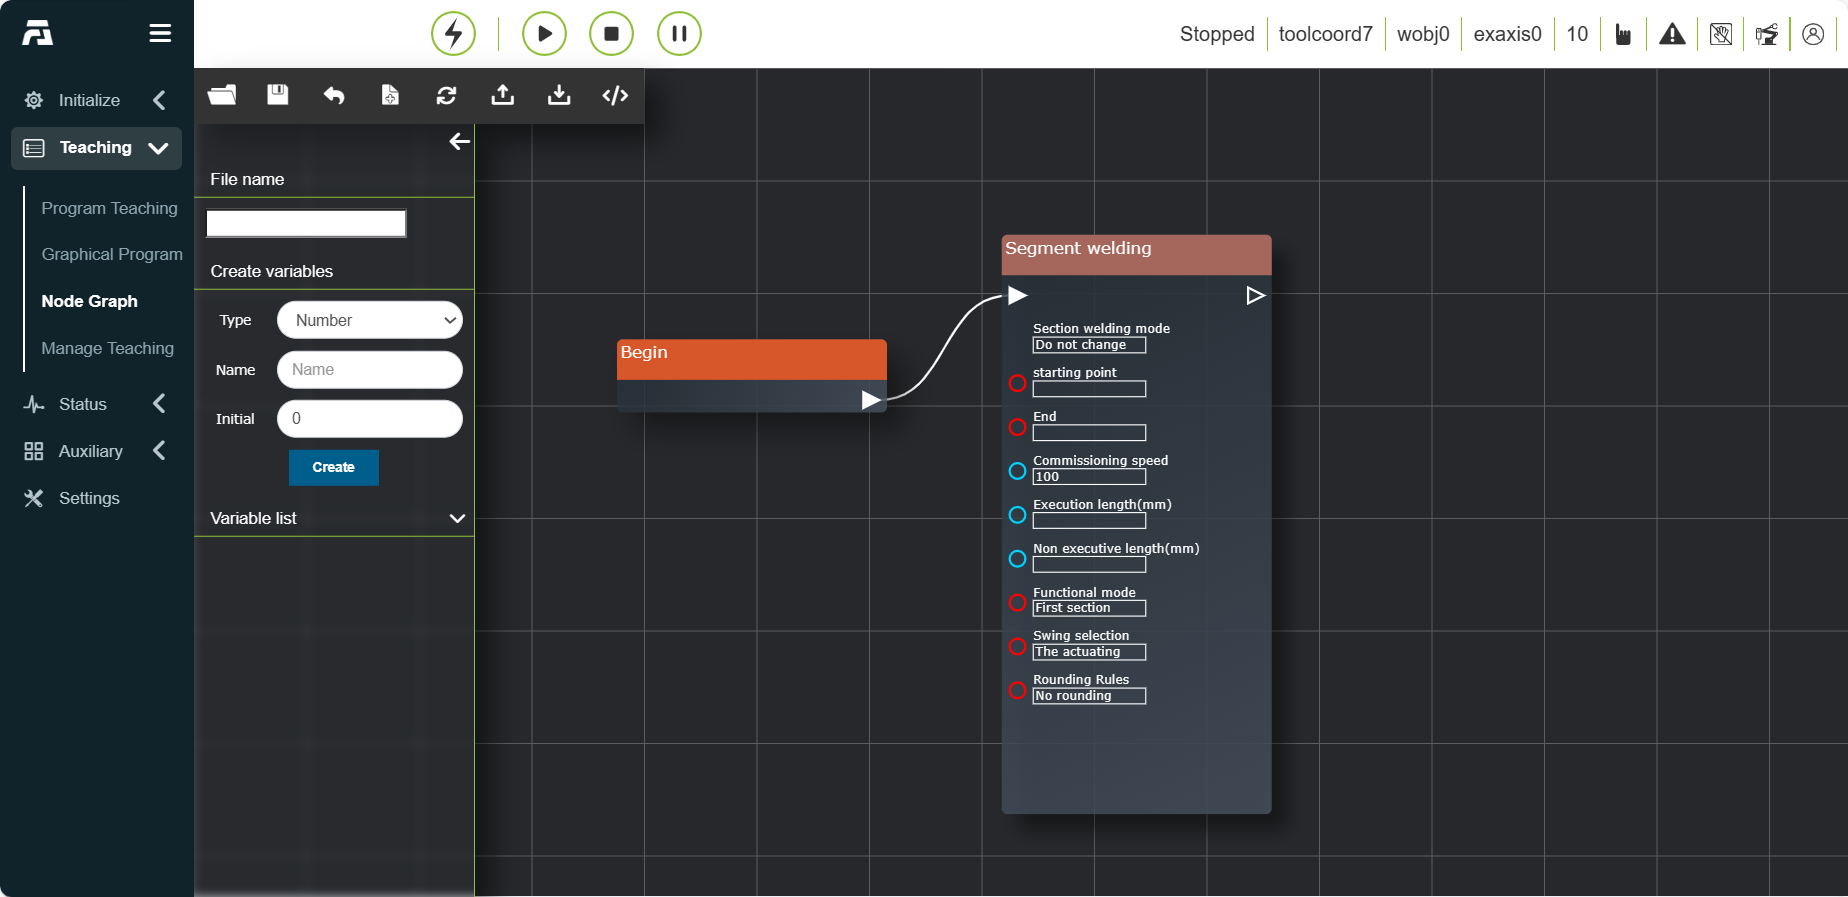 Stopped
toolcoord7
wobj0
exaxis0
10
Initialize
Teaching
Program Teaching
Graphical Program
Node Graph
Manage Teaching
Status
Auxiliary
Settings
File name
Create variables
Type
Number
Name
Name
Initial
0
Create
Variable list
Begin
Segment welding
Section welding mode
Do not change
starting point
End
Commissioning speed
100
Execution length(mm)
Non executive length(mm)
Functional mode
First section
Swing selection
The actuating
Rounding Rules
No rounding